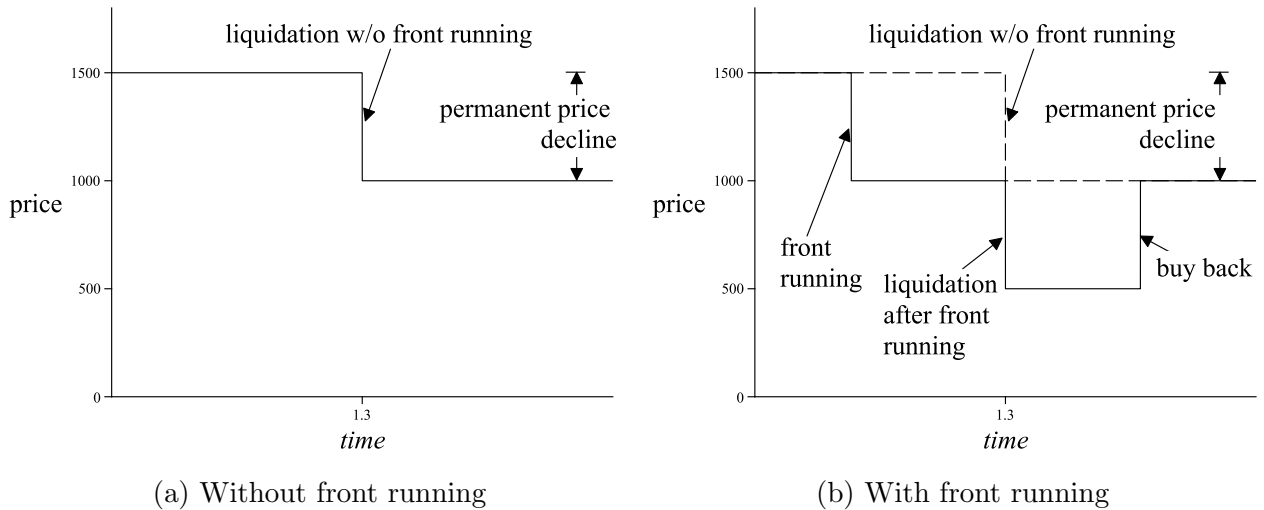 liquidation w/o front running
1500
permanent price
decline
1000
price
500
0
1.3
time
(a) Without front running
liquidation w/o front running
1500
permanent price
decline
1000
price
front
running
liquidation
after front
running
buy back
500
0
1.3
time
(b) With front running